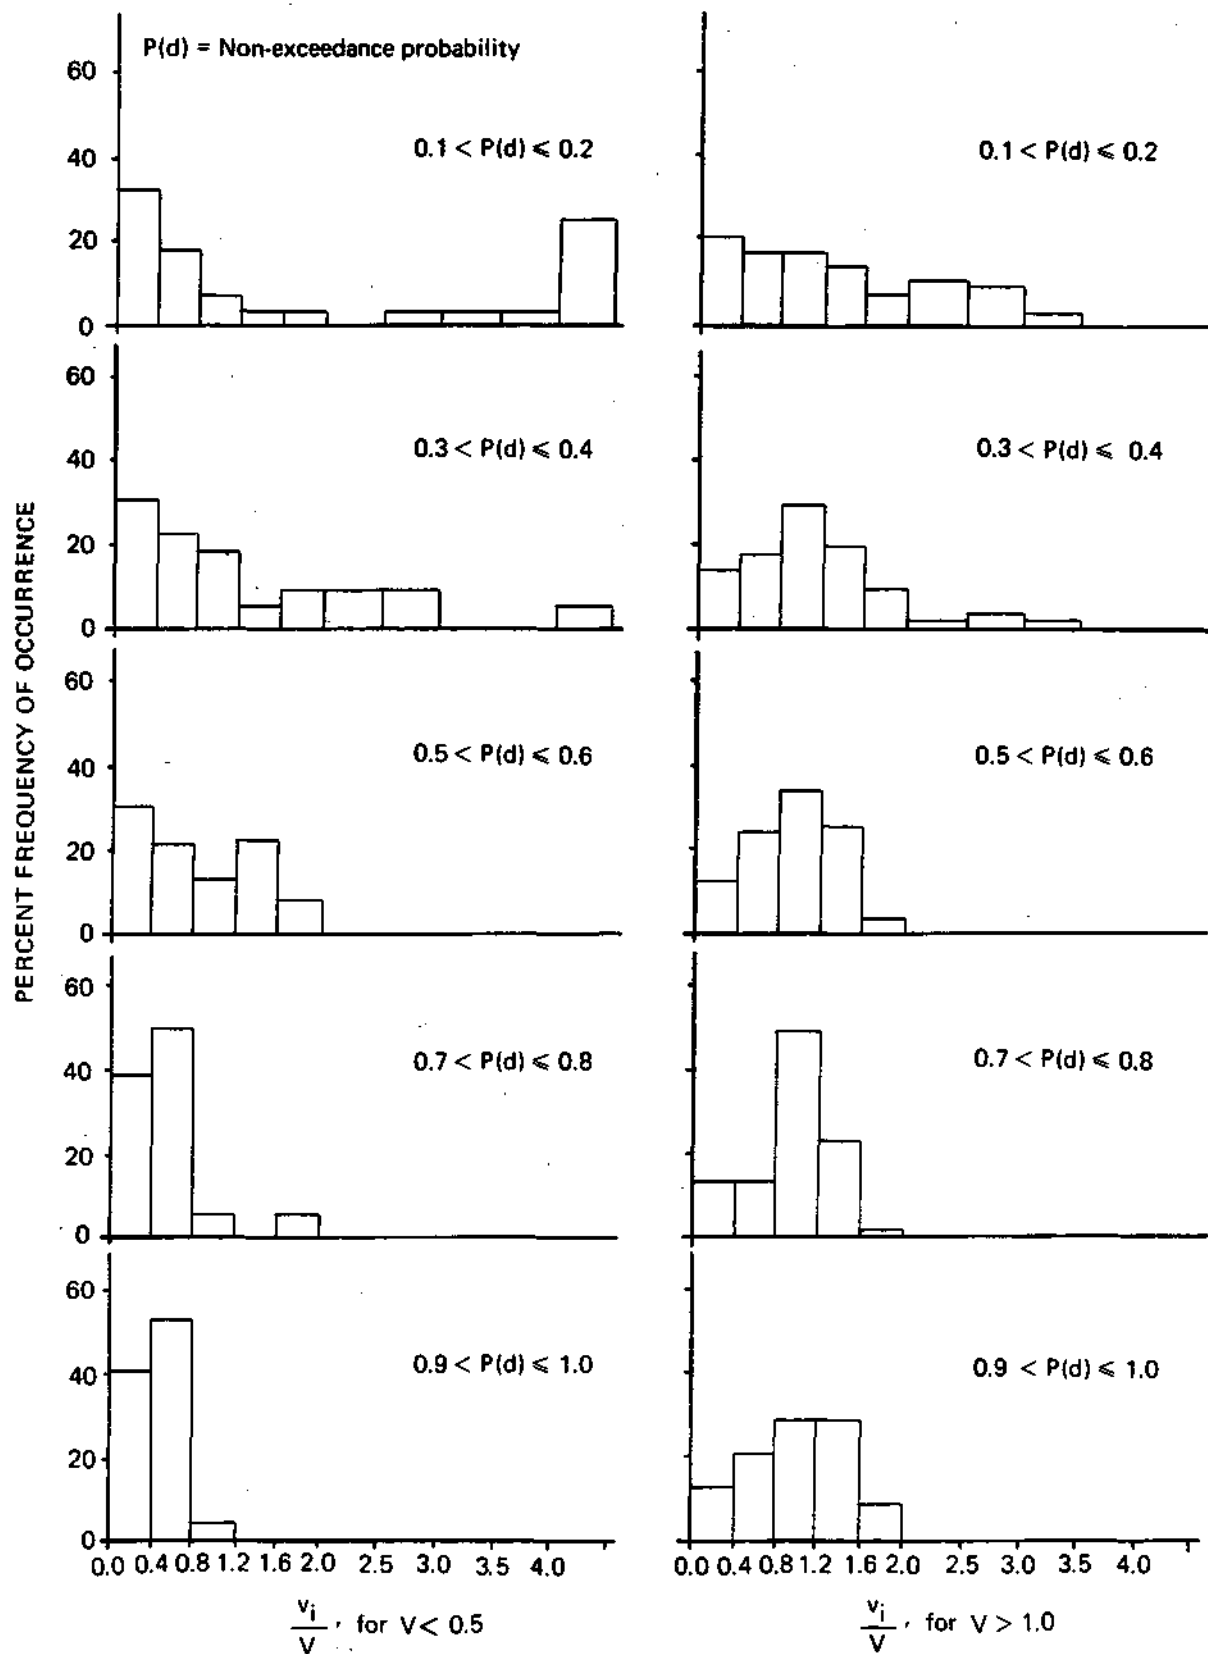 PERCENT FREQUENCY OF OCCURRENCE
P(d) = Non-exceedance probability
60
40
20
0
0.1 < P(d) ⩽ 0.2
0.1 < P(d) ⩽ 0.2
60
40
20
0
0.3 < P(d) ⩽ 0.4
0.3 < P(d) ⩽ 0.4
60
40
20
0
0.5 < P(d) ⩽ 0.6
0.5 < P(d) ⩽ 0.6
60
40
20
0
0.7 < P(d) ⩽ 0.8
0.7 < P(d) ⩽ 0.8
60
40
20
0
0.9 < P(d) ⩽ 1.0
0.9 < P(d) ⩽ 1.0
0.0 0.4 0.8 1.2 1.6 2.0 2.5 3.0 3.5 4.0
0.0 0.4 0.8 1.2 1.6 2.0 2.5 3.0 3.5 4.0
vi/V, for V < 0.5
vi/V, for V > 1.0